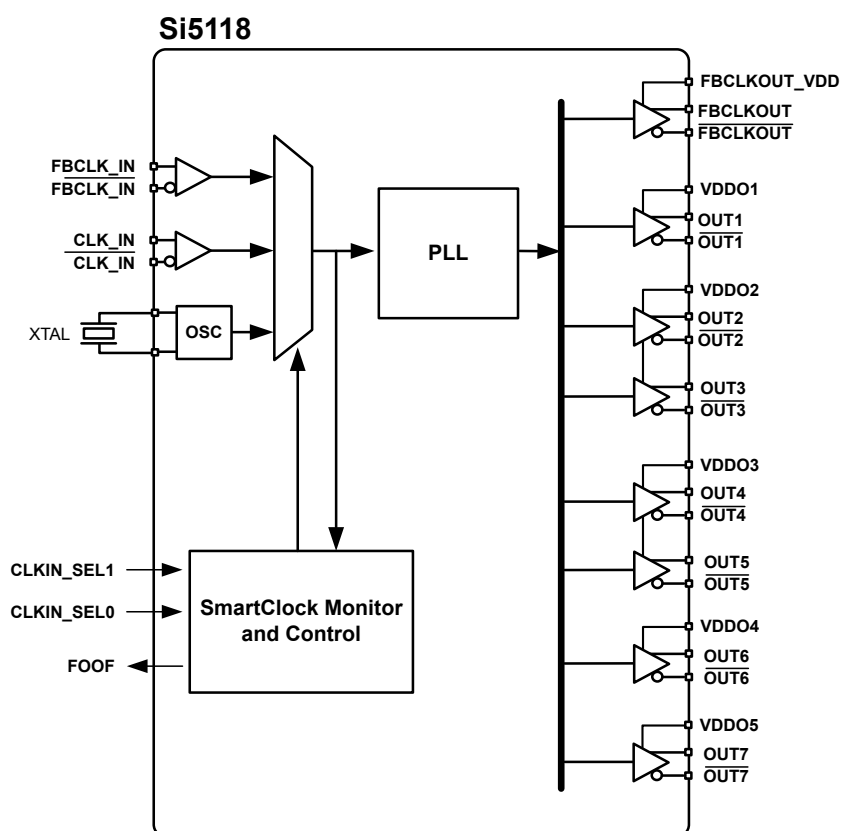 Si5118
FBCLK_IN
FBCLK_IN
CLK_IN
CLK_IN
XTAL
OSC
PLL
CLKIN_SEL1
CLKIN_SEL0
FOOF
SmartClock Monitor
and Control
FBCLKOUT_VDD
FBCLKOUT
FBCLKOUT
VDDO1
OUT1
OUT1
VDDO2
OUT2
OUT2
OUT3
OUT3
VDDO3
OUT4
OUT4
OUT5
OUT5
VDDO4
OUT6
OUT6
VDDO5
OUT7
OUT7